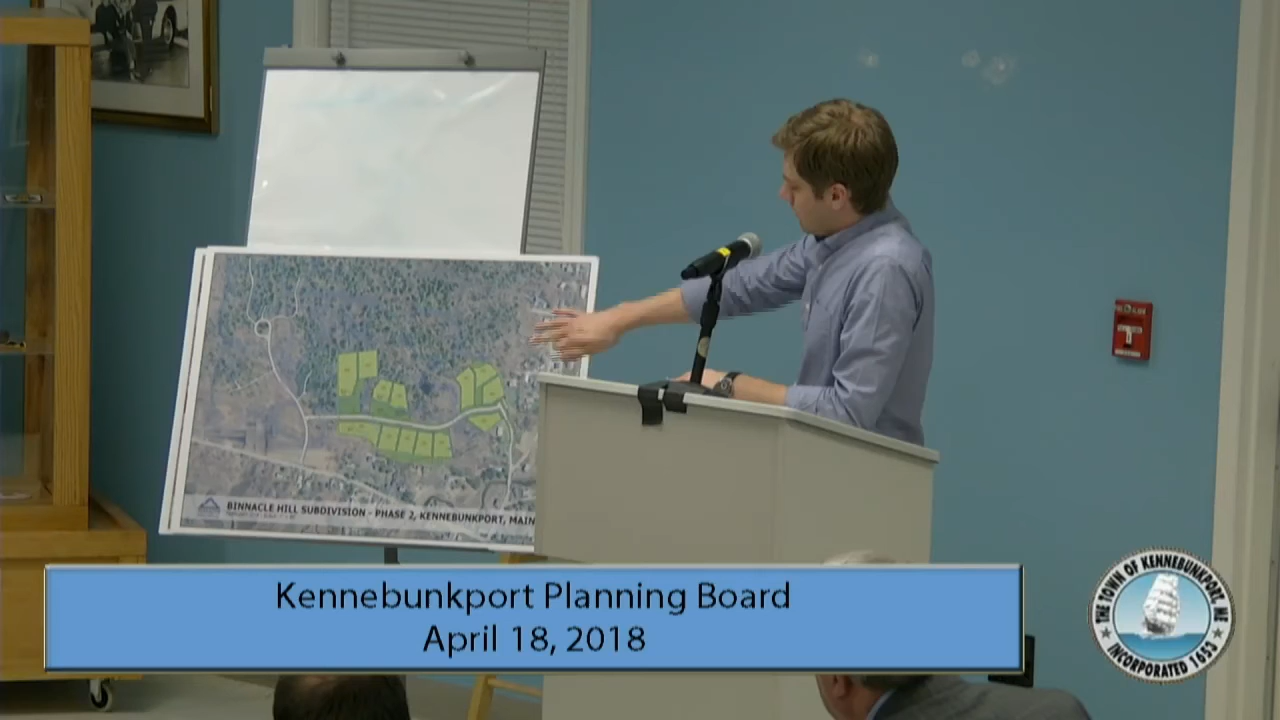 BINNACLE HILL SUBDIVISION - PHASE 2, KENNEBUNKPORT, MAIN
Kennebunkport Planning Board
April 18, 2018
THE TOWN OF KENNEBUNKPORT, ME
INCORPORATED 1653